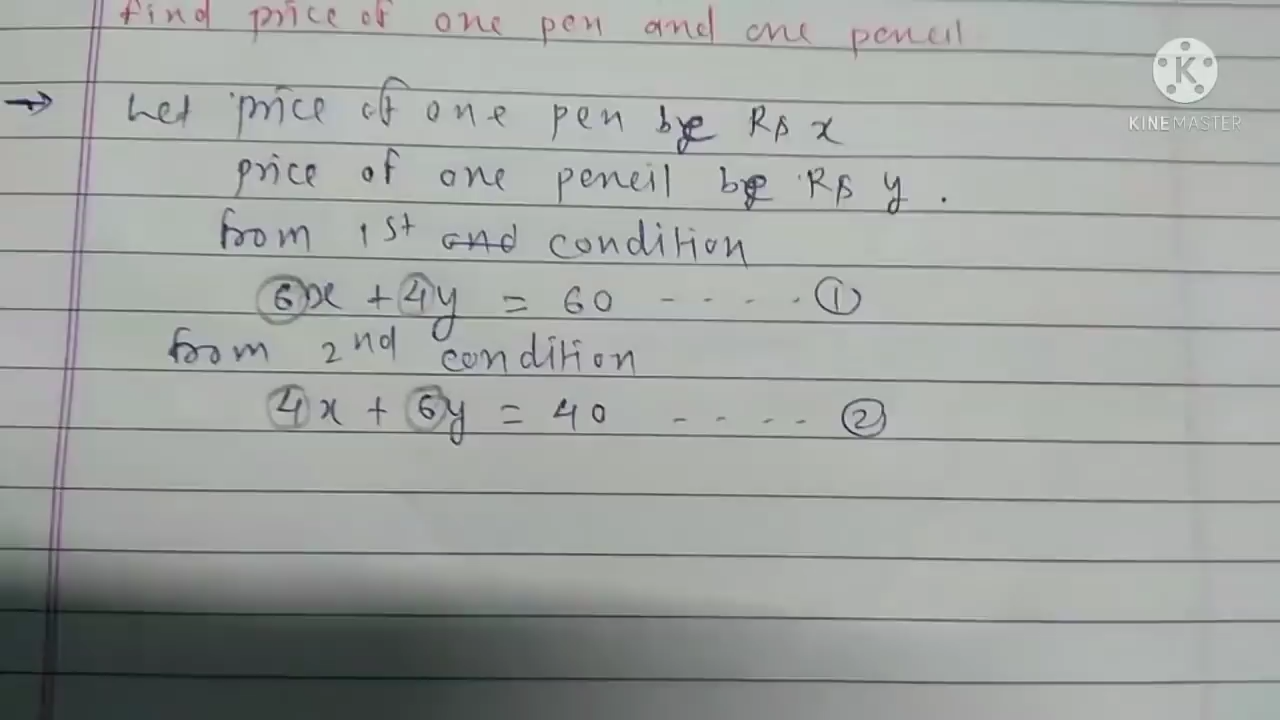 find price of one pen and one pencil
K
KINEMASTER
→ Let price of one pen be Rs x
price of one pencil be Rs y .
from 1st and condition
6x + 4y = 60 - - - - . ①
from 2nd condition
4x + 6y = 40 - - - - ②